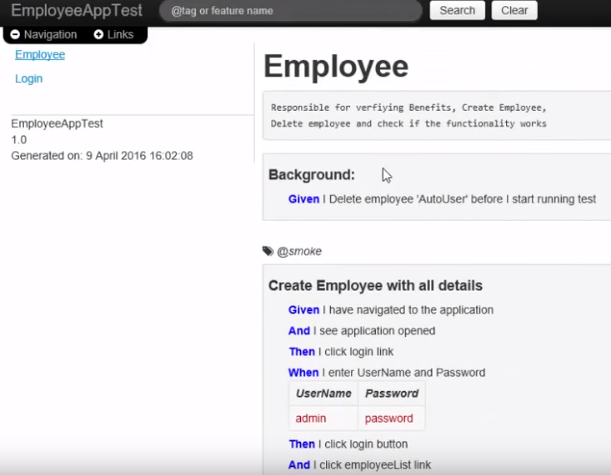 EmployeeAppTest
@tag or feature name
Search
Clear
Navigation
Links
Employee
Login
EmployeeAppTest
1.0
Generated on: 9 April 2016 16:02:08
Employee
Responsible for verfiying Benefits, Create Employee,
Delete employee and check if the functionality works
Background:
Given I Delete employee 'AutoUser' before I start running test
@smoke
Create Employee with all details
Given I have navigated to the application
And I see application opened
Then I click login link
When I enter UserName and Password
UserName Password
admin password
Then I click login button
And I click employeeList link